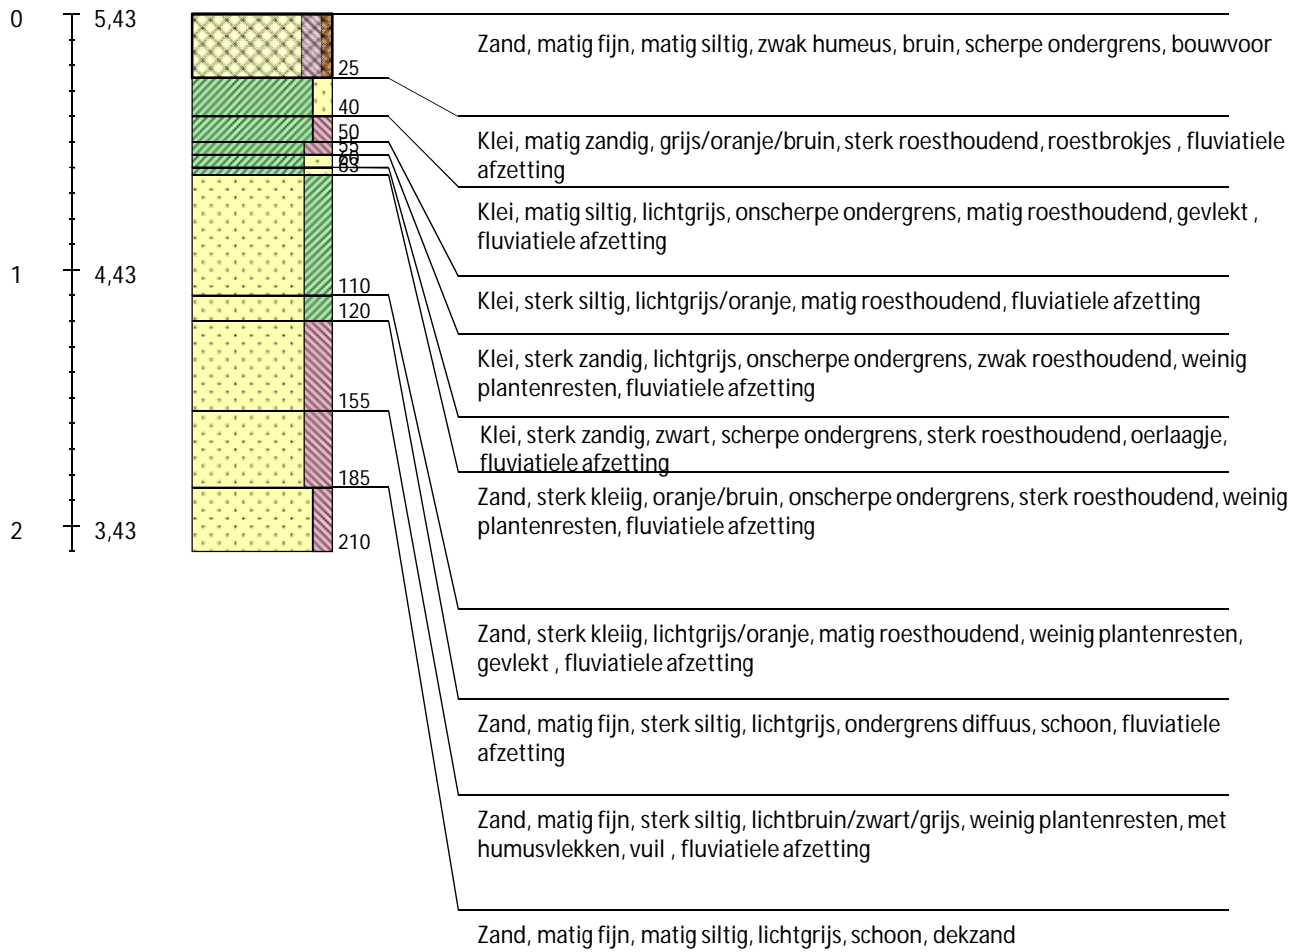 0
5,43
Zand, matig fijn, matig siltig, zwak humeus, bruin, scherpe ondergrens, bouwvoor
25
40
Klei, matig zandig, grijs/oranje/bruin, sterk roesthoudend, roestbrokjes , fluviatiele
afzetting
50
55
60
63
Klei, matig siltig, lichtgrijs, onscherpe ondergrens, matig roesthoudend, gevlekt ,
fluviatiele afzetting
1
4,43
110
120
Klei, sterk siltig, lichtgrijs/oranje, matig roesthoudend, fluviatiele afzetting
Klei, sterk zandig, lichtgrijs, onscherpe ondergrens, zwak roesthoudend, weinig
plantenresten, fluviatiele afzetting
155
Klei, sterk zandig, zwart, scherpe ondergrens, sterk roesthoudend, oerlaagje,
fluviatiele afzetting
185
Zand, sterk kleiig, oranje/bruin, onscherpe ondergrens, sterk roesthoudend, weinig
plantenresten, fluviatiele afzetting
2
3,43
210
Zand, sterk kleiig, lichtgrijs/oranje, matig roesthoudend, weinig plantenresten,
gevlekt , fluviatiele afzetting
Zand, matig fijn, sterk siltig, lichtgrijs, ondergrens diffuus, schoon, fluviatiele
afzetting
Zand, matig fijn, sterk siltig, lichtbruin/zwart/grijs, weinig plantenresten, met
humusvlekken, vuil , fluviatiele afzetting
Zand, matig fijn, matig siltig, lichtgrijs, schoon, dekzand